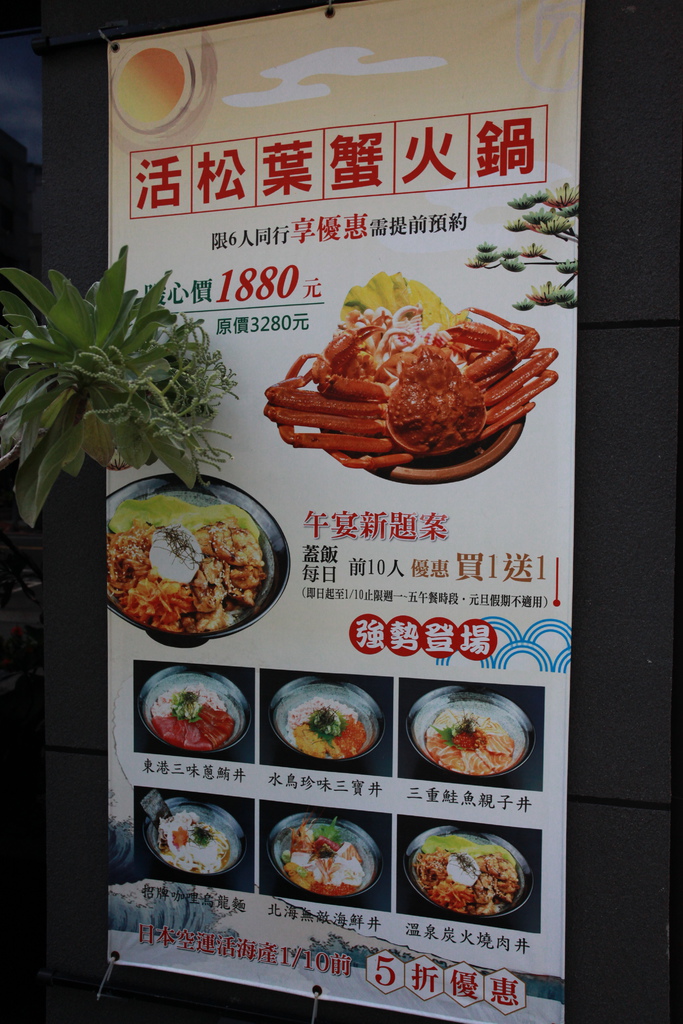 活松葉蟹火鍋
限6人同行享優惠需提前預約
暖心價1880元
原價3280元
午宴新題案
蓋飯
每日 前10人 優惠 買1送1
(即日起至1/10止限週一~五午餐時段·元旦假期不適用)
強勢登場
東港三味蔥鮪丼
水鳥珍味三寶丼
三重鮭魚親子丼
招牌咖哩烏龍麵
北海無敵海鮮丼
溫泉炭火燒肉丼
日本空運活海產1/10前
5折優惠